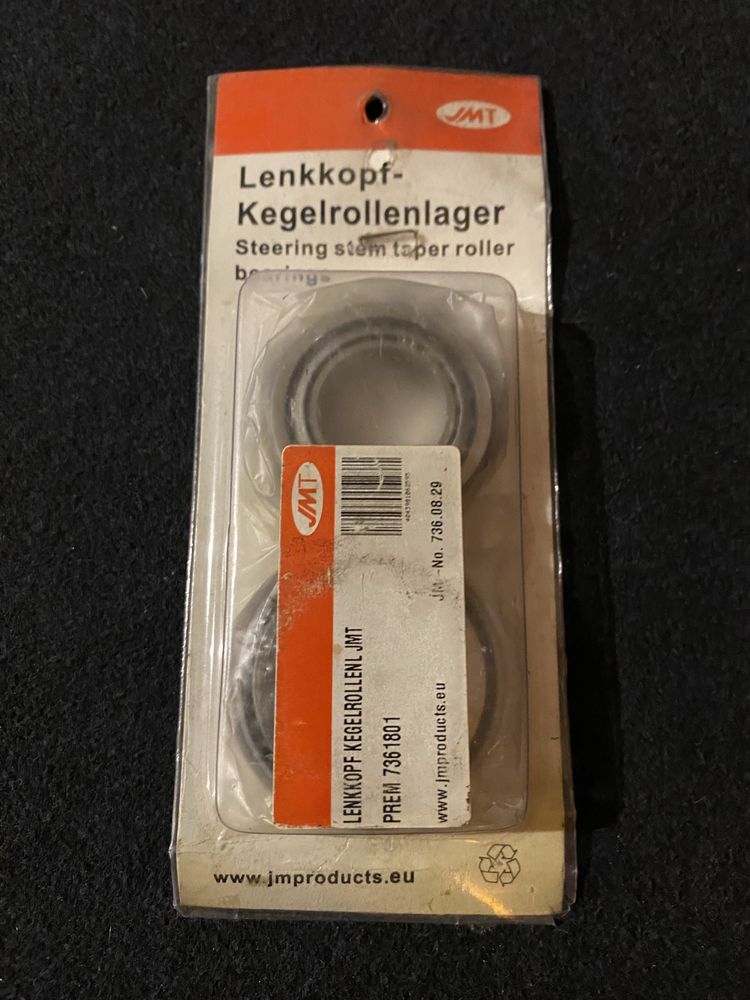 JMT
Lenkkopf-
Kegelrollenlager
Steering stem taper roller
bearings
JMT
LENKKOPF KEGELROLLENL JMT
PREM 7361801
JM -No. 736.08.29
www.jmproducts.eu
www.jmproducts.eu